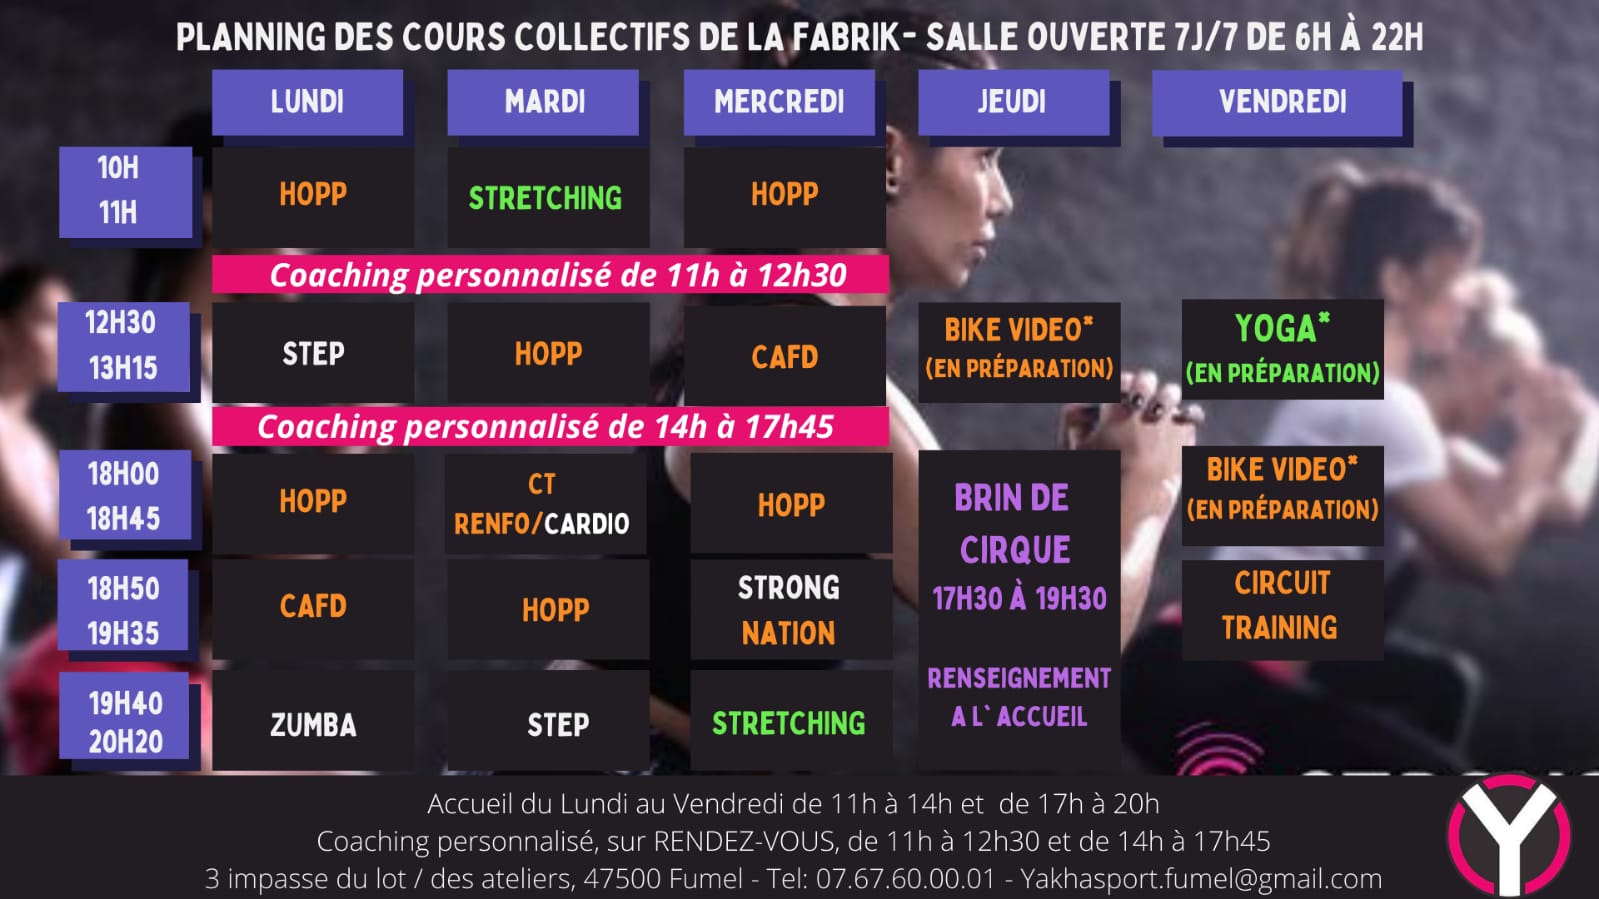 PLANNING DES COURS COLLECTIFS DE LA FABRIK- SALLE OUVERTE 7J/7 DE 6H À 22H
LUNDI MARDI MERCREDI JEUDI VENDREDI
10H
11H
HOPP STRETCHING HOPP
Coaching personnalisé de 11h à 12h30
12H30
13H15
STEP HOPP CAFD
BIKE VIDEO*
(EN PRÉPARATION)
YOGA*
(EN PRÉPARATION)
Coaching personnalisé de 14h à 17h45
18H00
18H45
HOPP
CT
RENFO/CARDIO
HOPP
BRIN DE
CIRQUE
17H30 À 19H30
RENSEIGNEMENT
A L` ACCUEIL
BIKE VIDEO*
(EN PRÉPARATION)
18H50
19H35
CAFD
HOPP
STRONG
NATION
CIRCUIT
TRAINING
19H40
20H20
ZUMBA STEP STRETCHING
Accueil du Lundi au Vendredi de 11h à 14h et  de 17h à 20h
Coaching personnalisé, sur RENDEZ-VOUS, de 11h à 12h30 et de 14h à 17h45
3 impasse du lot / des ateliers, 47500 Fumel - Tel: 07.67.60.00.01 - Yakhasport.fumel@gmail.com
Y